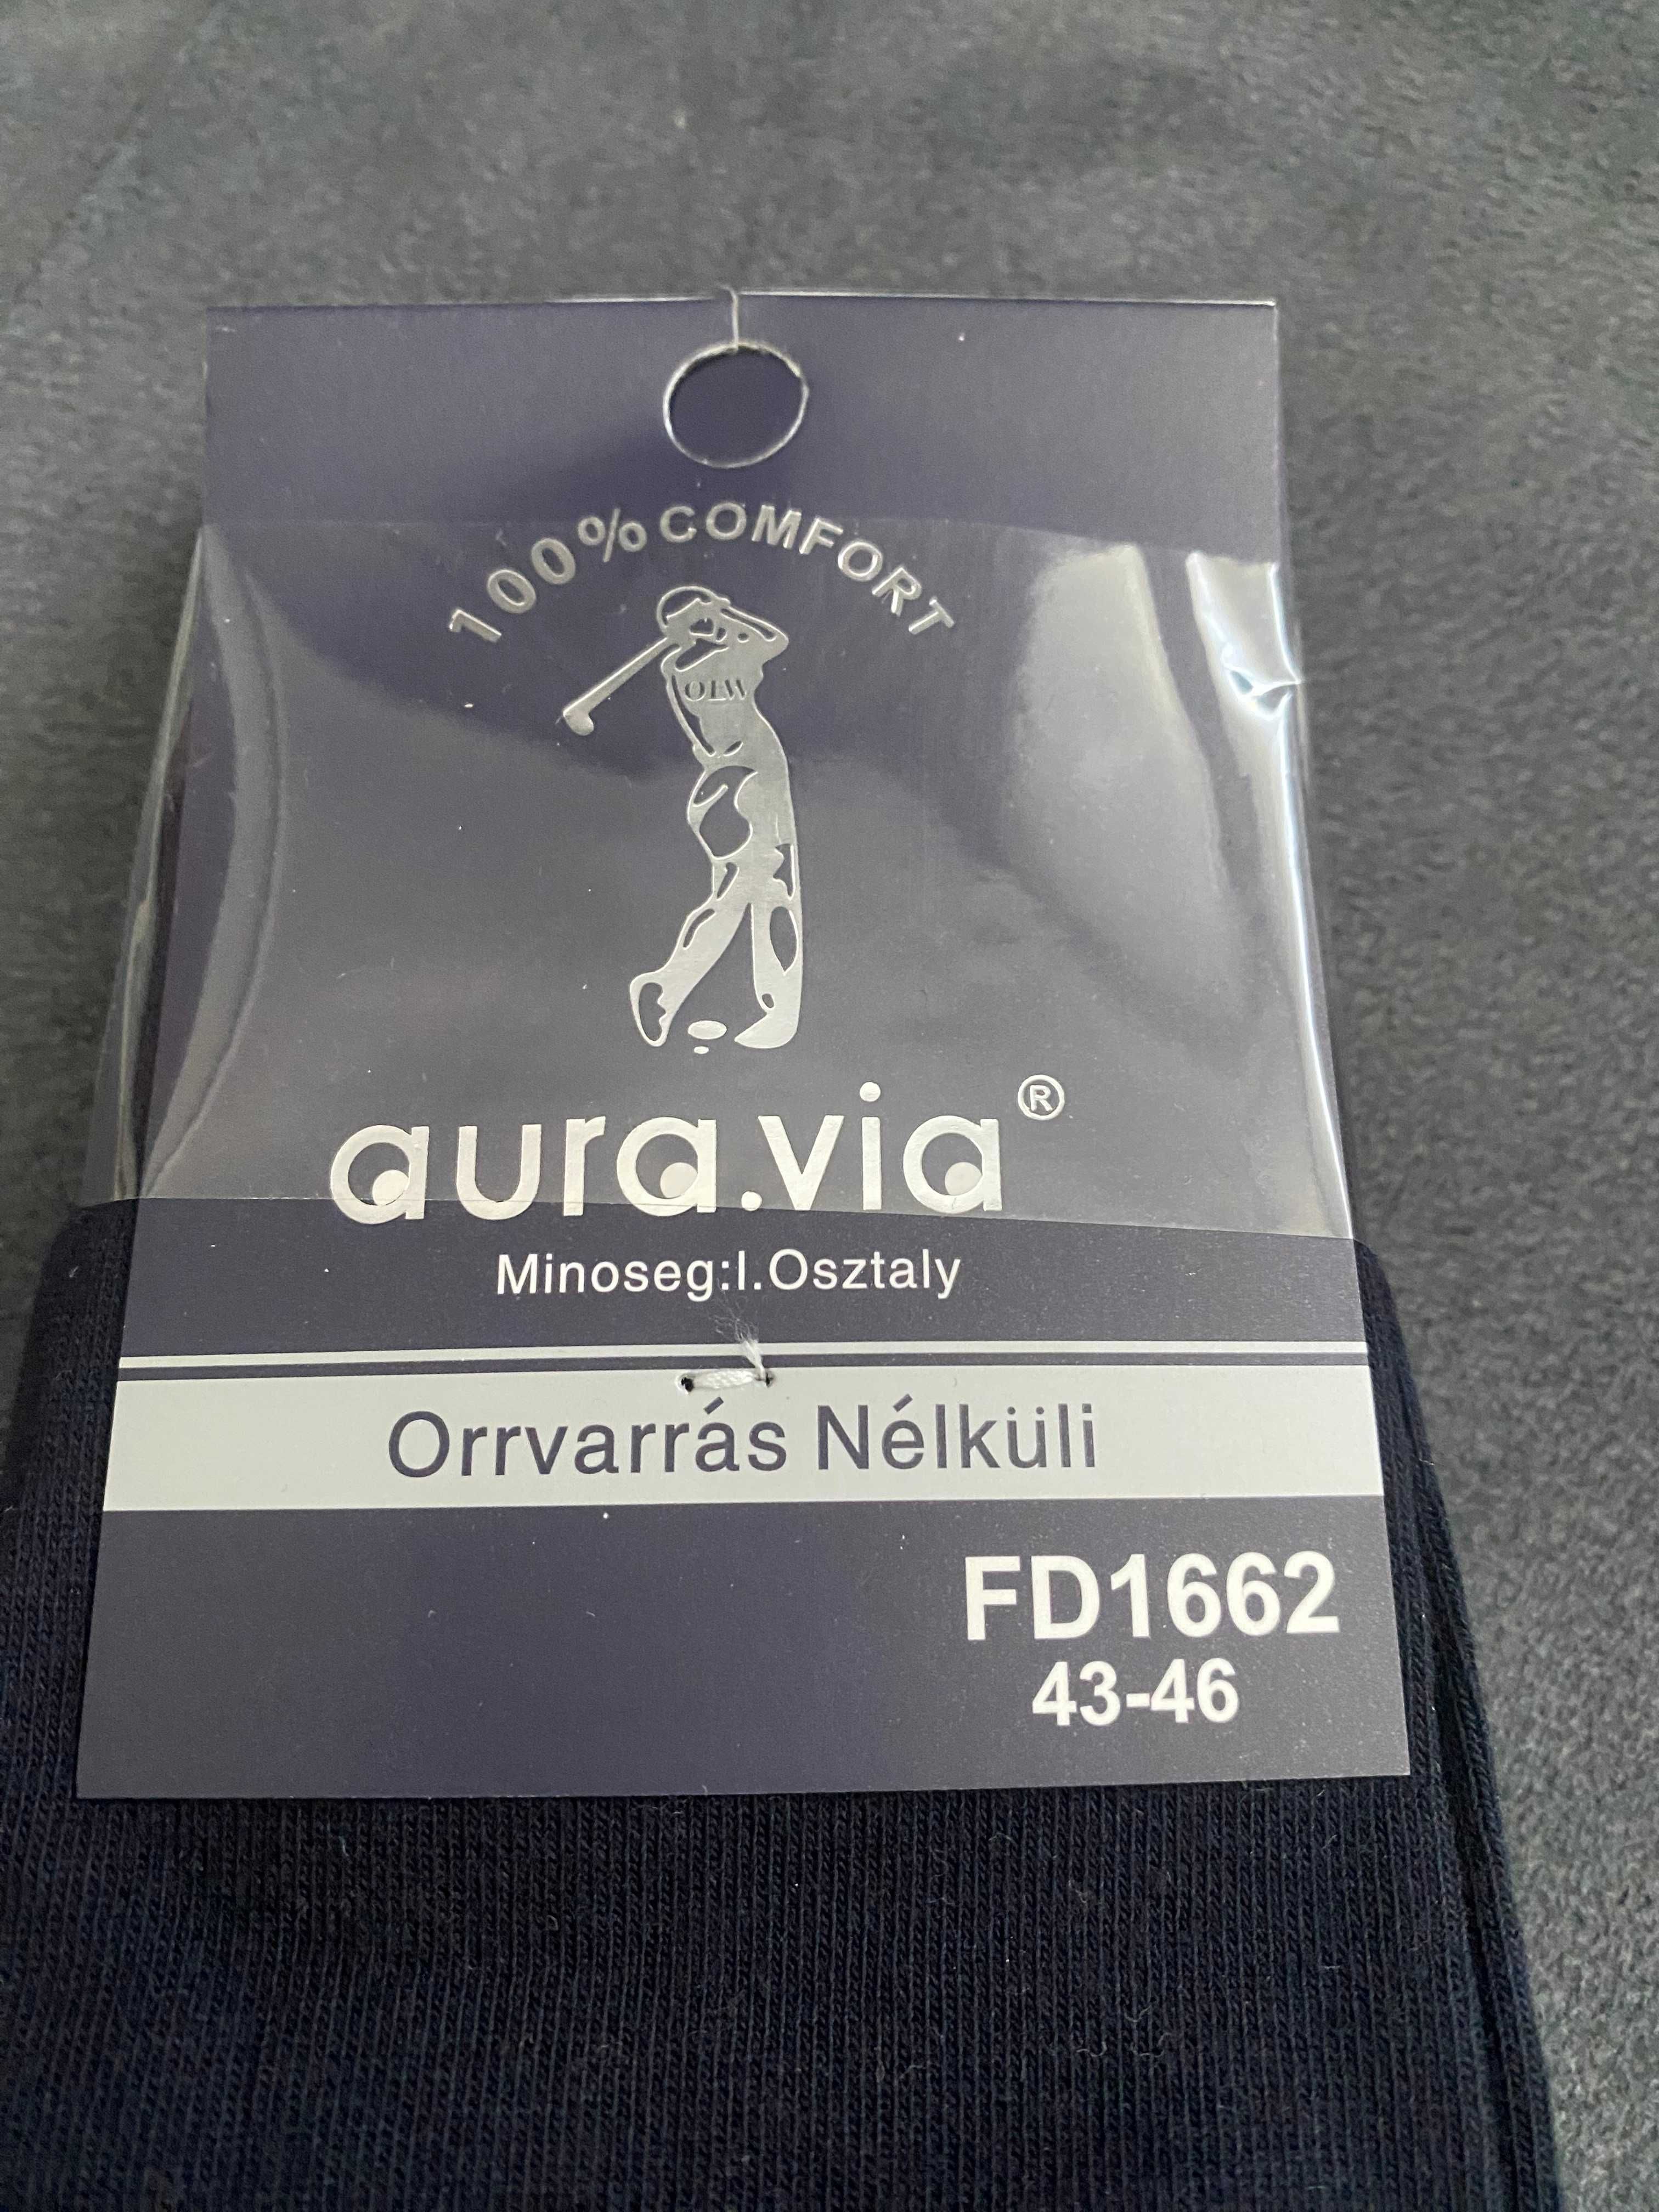 100% COMFORT
OLW
aura.via®
Minoseg:I.Osztaly
Orrvarrás Nélküli
FD1662
43-46